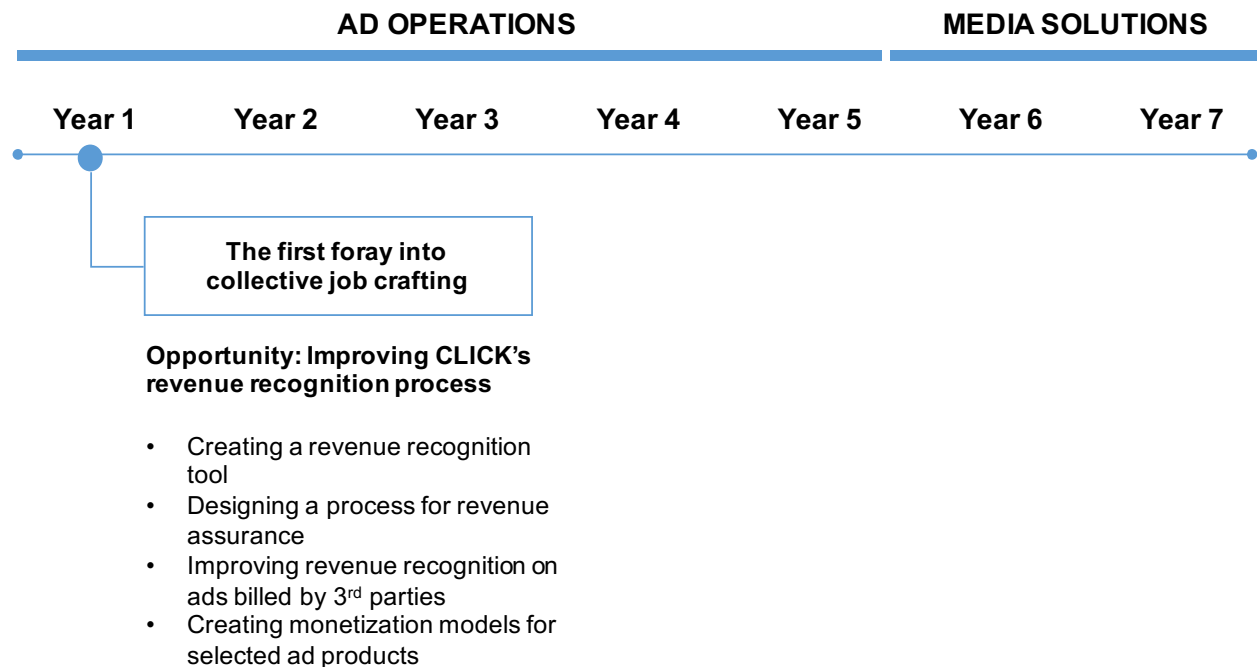 AD OPERATIONS MEDIA SOLUTIONS
Year 1 Year 2 Year 3 Year 4 Year 5 Year 6 Year 7
The first foray into
collective job crafting
Opportunity: Improving CLICK’s
revenue recognition process
• Creating a revenue recognition
tool
• Designing a process for revenue
assurance
• Improving revenue recognition on
ads billed by 3rd parties
• Creating monetization models for
selected ad products